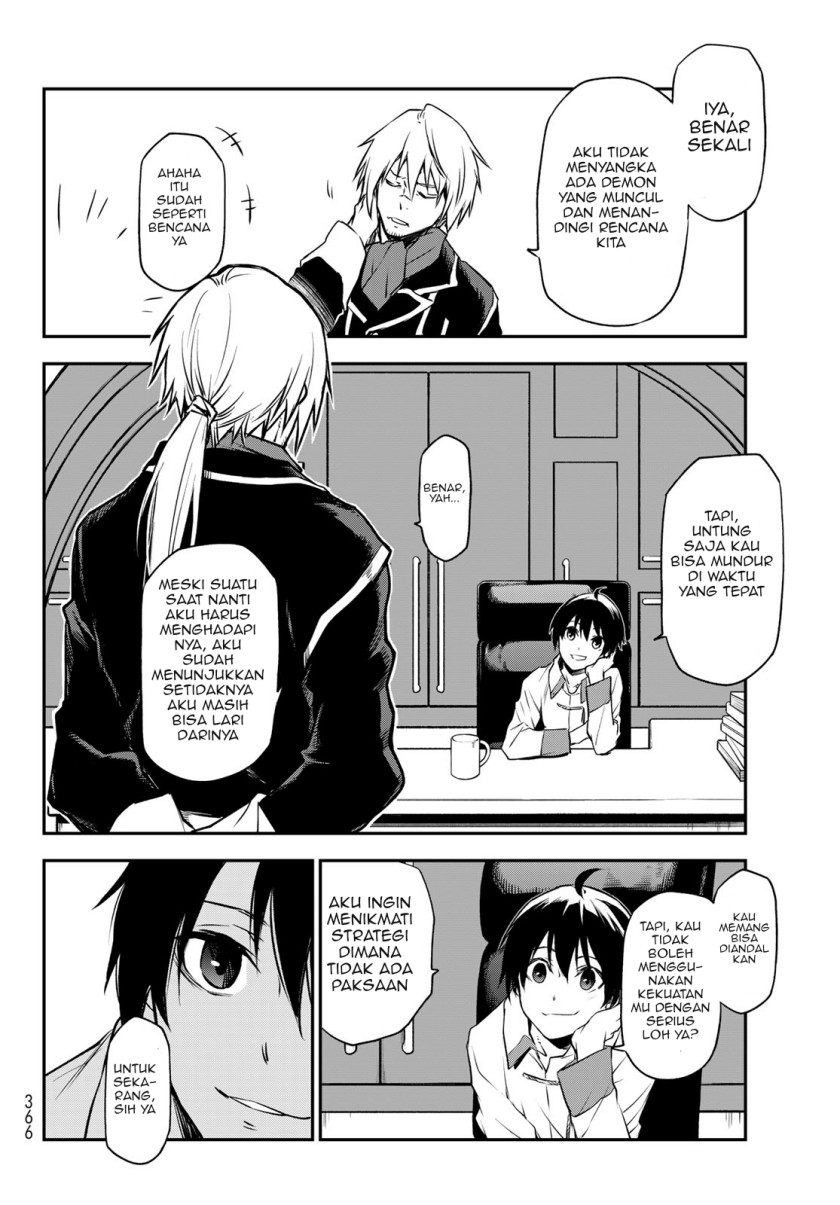 IYA,
BENAR
SEKALI
AKU TIDAK
MENYANGKA
ADA DEMON
YANG MUNCUL
DAN MENAN-
DINGI RENCANA
KITA
AHAHA
ITU
SUDAH
SEPERTI
BENCANA
YA
TAPI,
UNTUNG
SAJA KAU
BISA MUNDUR
DI WAKTU
YANG TEPAT
BENAR,
YAH...
MESKI SUATU
SAAT NANTI
AKU HARUS
MENGHADAPI
NYA, AKU
SUDAH
MENUNJUKKAN
SETIDAKNYA
AKU MASIH
BISA LARI
DARINYA
KAU
MEMANG
BISA
DIANDAL
KAN
TAPI, KAU
TIDAK
BOLEH
MENGGU-
NAKAN
KEKUATAN
MU DENGAN
SERIUS
LOH YA?
AKU INGIN
MENIKMATI
STRATEGI
DIMANA
TIDAK ADA
PAKSAAN
UNTUK
SEKA-
RANG,
SIH YA
366